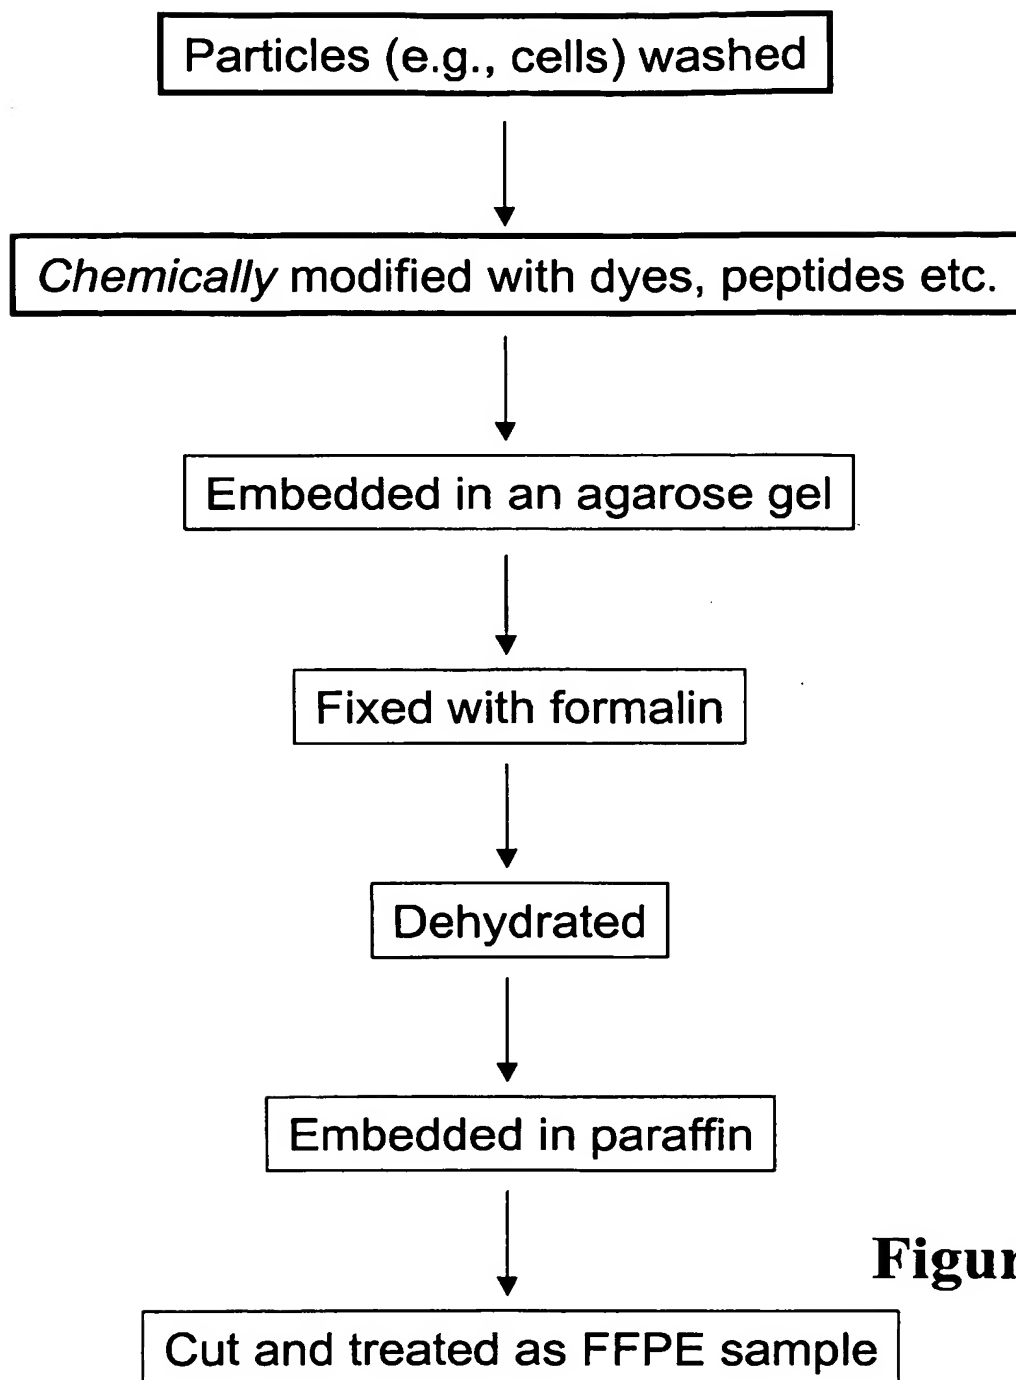 Particles (e.g., cells) washed
Chemically modified with dyes, peptides etc.
Embedded in an agarose gel
Fixed with formalin
Dehydrated
Embedded in paraffin
Cut and treated as FFPE sample